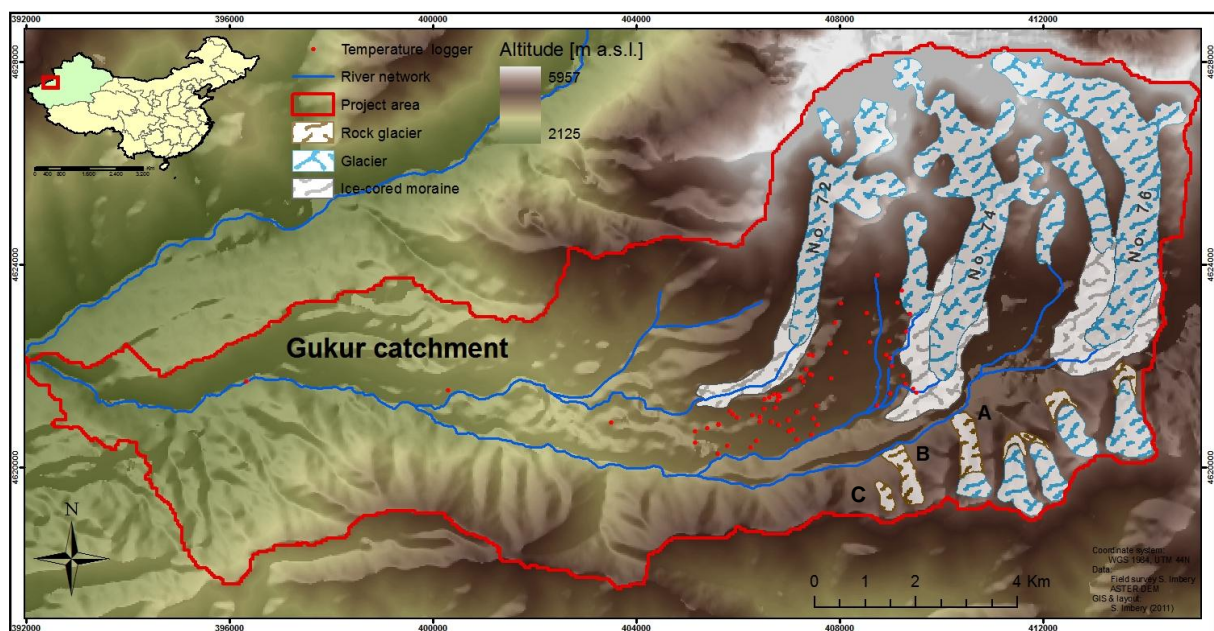 392000 396000 400000 404000 408000 412000
4628000
4628000
Temperature logger
River network
Project area
Rock glacier
Glacier
Ice-cored moraine
Altitude [m a.s.l.]
5957
2125
No. 72
No. 74
No. 76
4624000
4624000
Gukur catchment
A
B
C
4620000
4620000
N
0 1 2 4 Km
Coordinate system:
WGS 1984, UTM 44N
Data:
Field survey S. Imbery
ASTER DEM
GIS & layout
S. Imbery (2011)
392000 396000 400000 404000 408000 412000